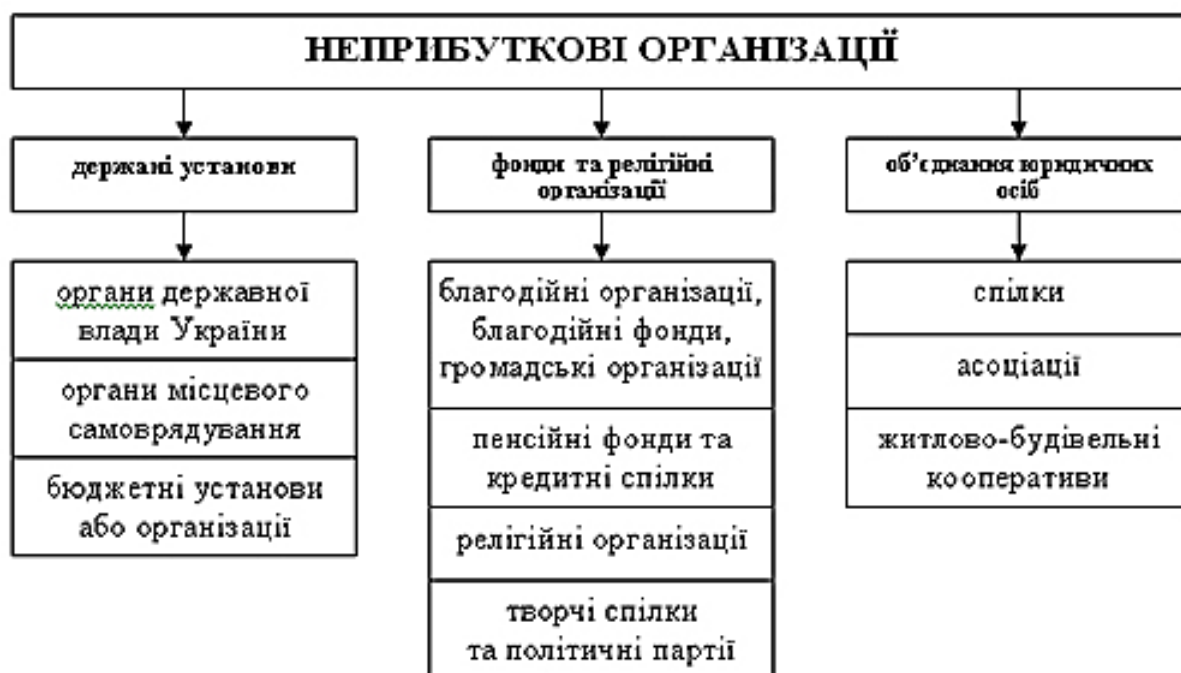 НЕПРИБУТКОВІ ОРГАНІЗАЦІЇ
держані установи
органи державної
влади України
органи місцевого
самоврядування
бюджетні установи
або організації
фонди та релігійні
організації
благодійні організації,
благодійні фонди,
громадські організації
пенсійні фонди та
кредитні спілки
релігійні організації
творчі спілки
та політичні партії
об’єднання юридичних
осіб
спілки
асоціації
житлово-будівельні
кооперативи